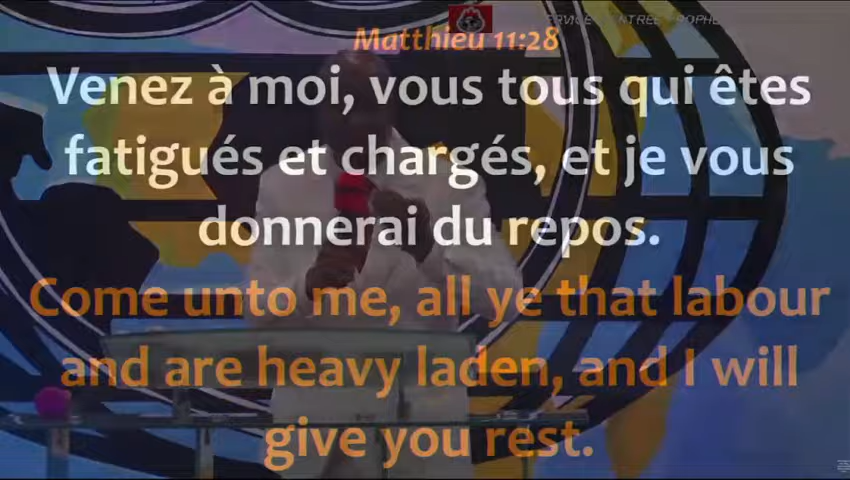 Matthieu 11:28
Venez à moi, vous tous qui êtes
fatigués et chargés, et je vous
donnerai du repos.
Come unto me, all ye that labour
and are heavy laden, and I will
give you rest.